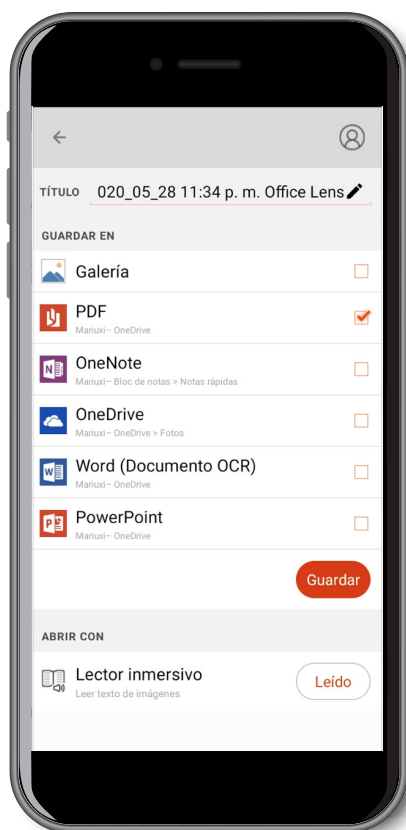 TÍTULO 020_05_28 11:34 p. m. Office Lens
GUARDAR EN
Galería
PDF
Mariuxi– OneDrive
OneNote
Mariuxi– Bloc de notas > Notas rápidas
OneDrive
Mariuxi– OneDrive > Fotos
Word (Documento OCR)
Mariuxi– OneDrive
PowerPoint
Mariuxi– OneDrive
Guardar
ABRIR CON
Lector inmersivo
Leer texto de imágenes
Leído